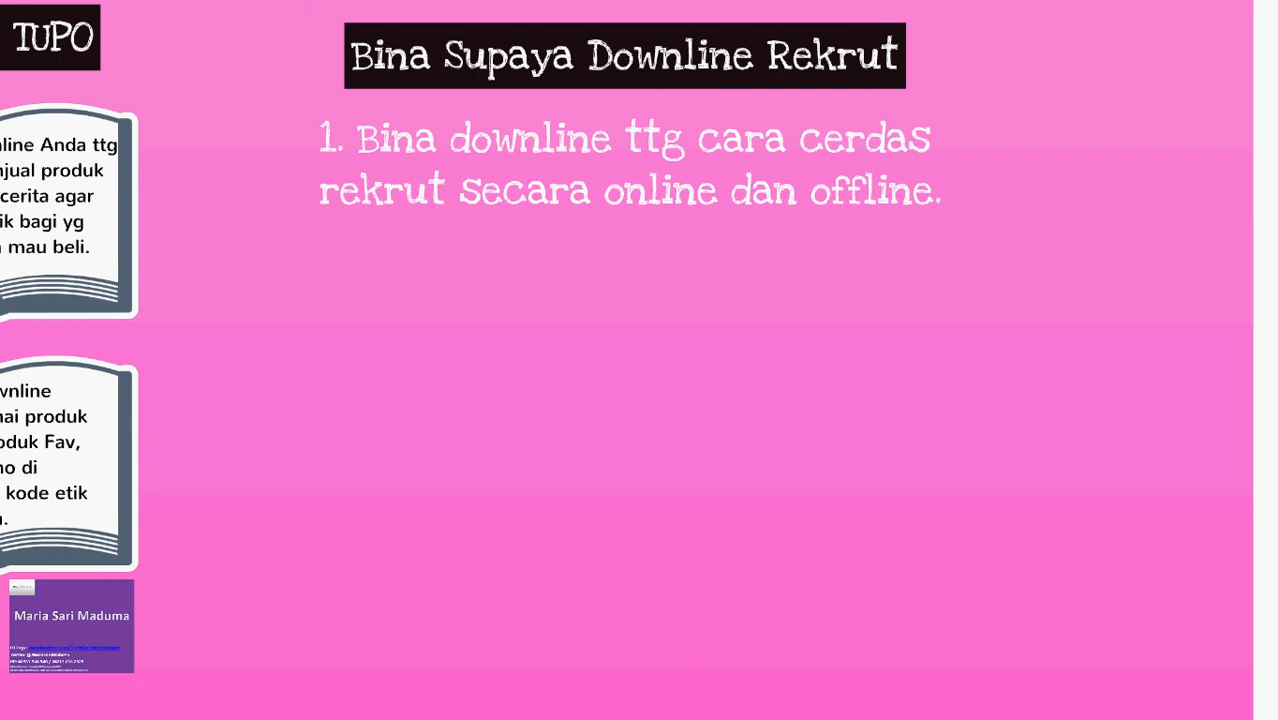 TUPO
Bina Supaya Downline Rekrut
1. Bina downline ttg cara cerdas
rekrut secara online dan offline.
line Anda ttg
njual produk
cerita agar
ik bagi yg
mau beli.
wnline
nai produk
oduk Fav,
no di
kode etik
Maria Sari Maduma